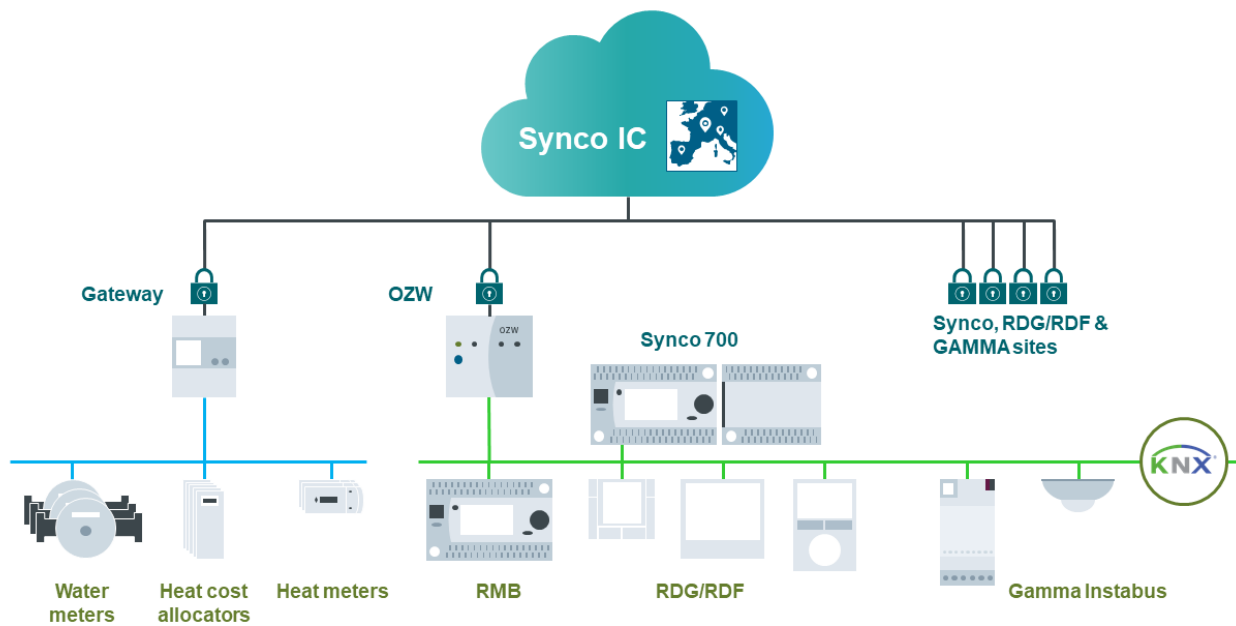 Synco IC
Gateway
OZW
OZW
Synco 700
Synco, RDG/RDF &
GAMMA sites
KNX
Water
meters
Heat cost
allocators
Heat meters
RMB
RDG/RDF
Gamma Instabus